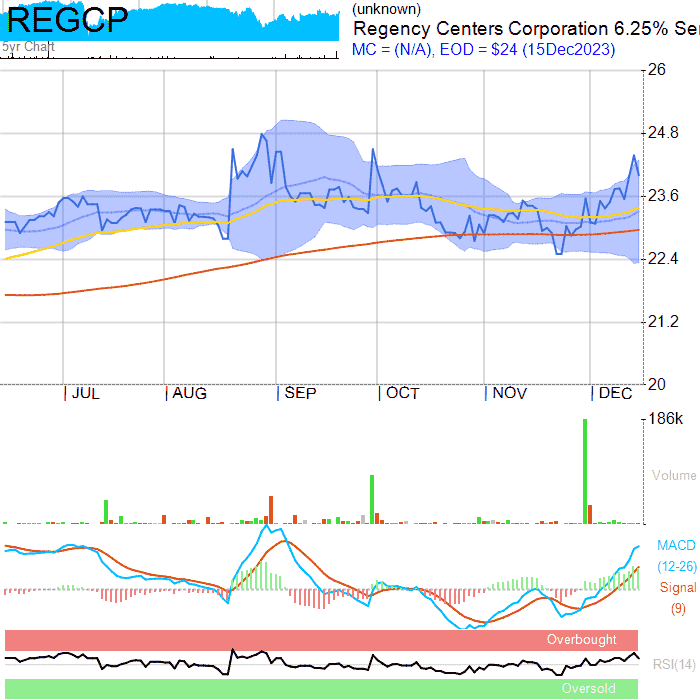 REGCP
5yr Chart
(unknown)
Regency Centers Corporation 6.25% Se
MC = (N/A), EOD = $24 (15Dec2023)
26
24.8
23.6
22.4
21.2
20
JUL AUG SEP OCT NOV DEC
186k
Volume
MACD
(12-26)
Signal
(9)
Overbought
RSI(14)
Oversold